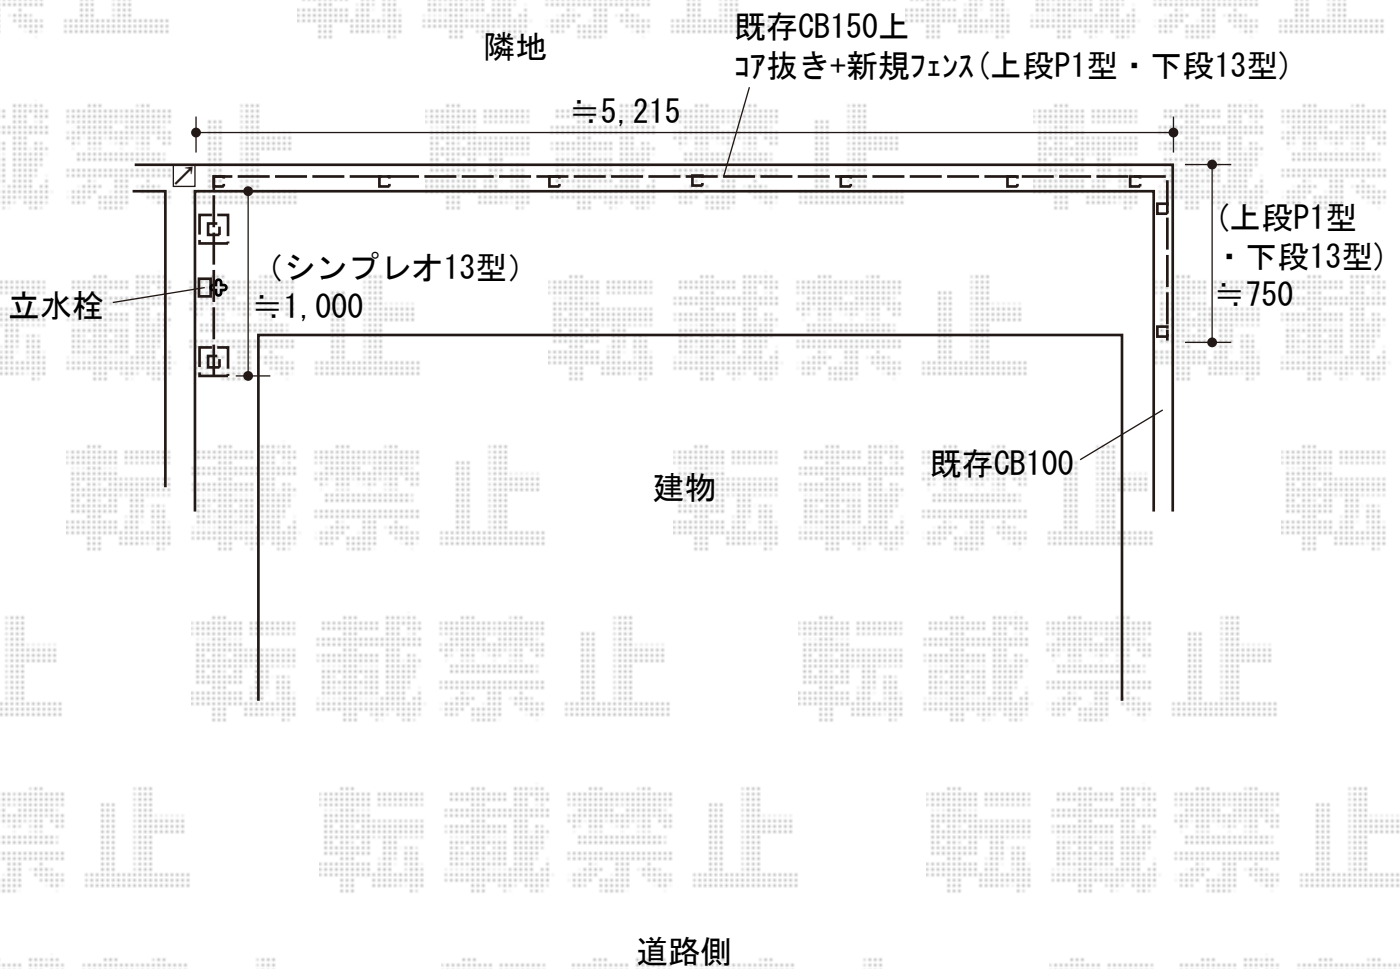 隣地
既存CB150上
コア抜き+新規フェンス(上段P1型・下段13型)
≒5,215
(上段P1型
・下段13型)
≒750
(シンプレオ13型)
≒1,000
立水栓
既存CB100
建物
道路側
転載禁止